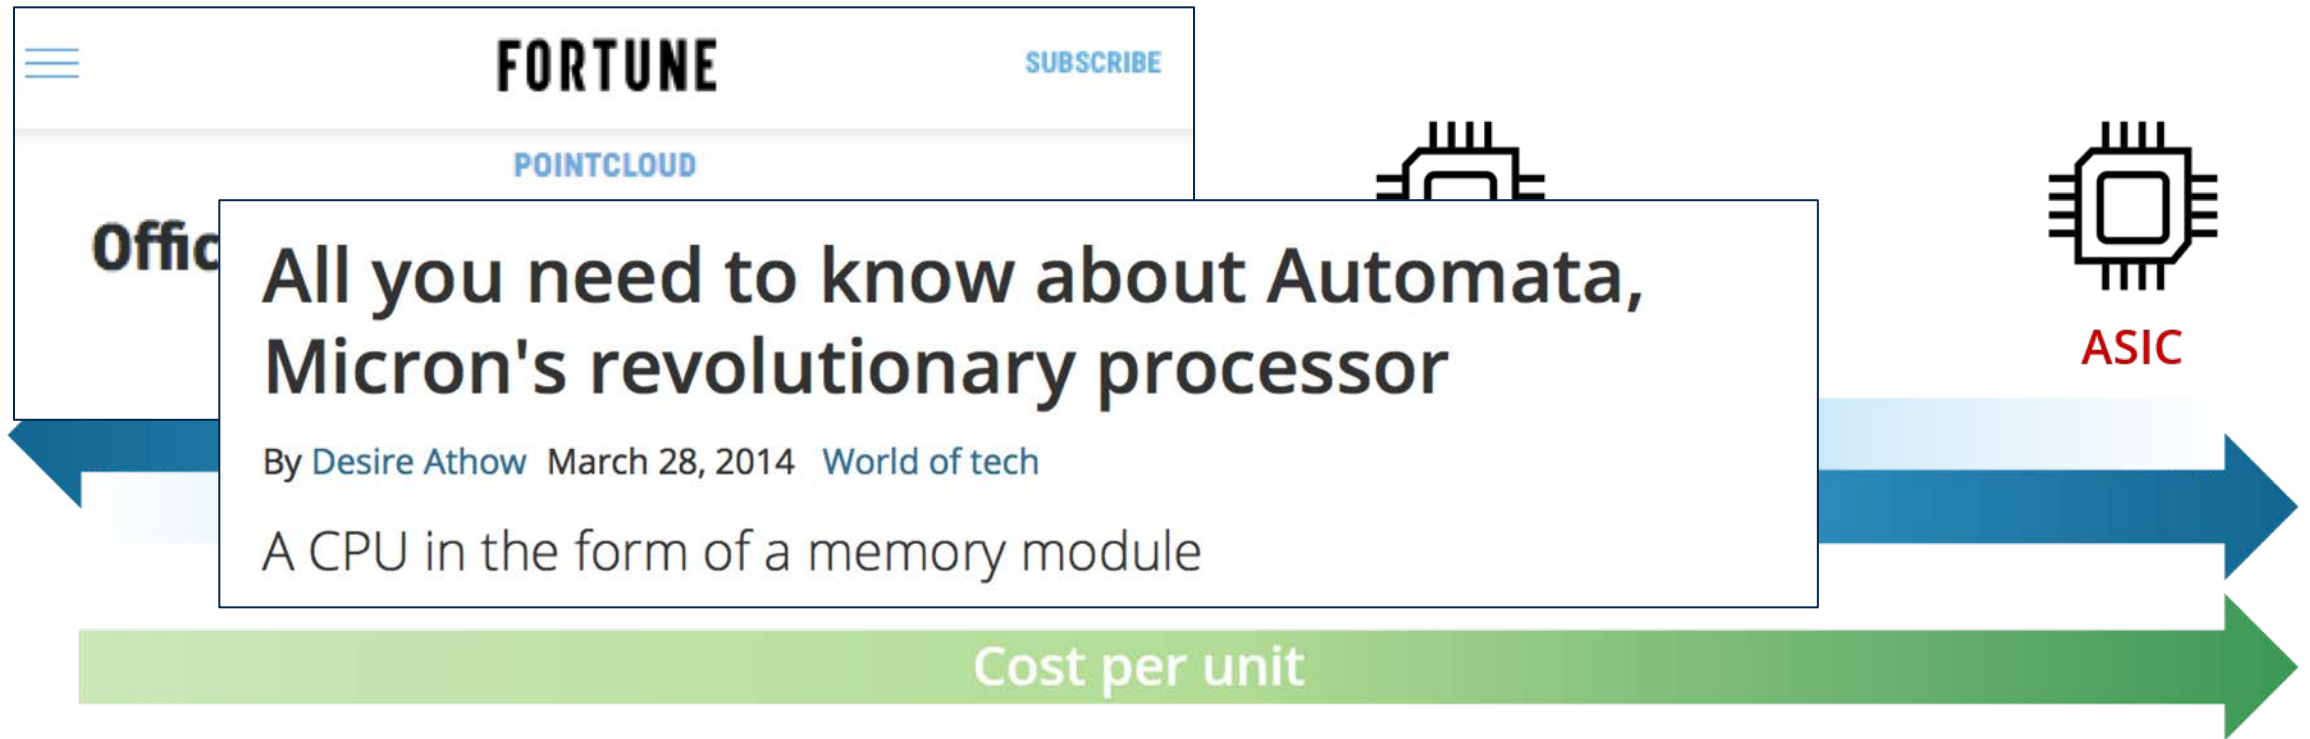 FORTUNE
SUBSCRIBE
POINTCLOUD
All you need to know about Automata,
Micron's revolutionary processor
By Desire Athow March 28, 2014 World of tech
A CPU in the form of a memory module
ASIC
Cost per unit